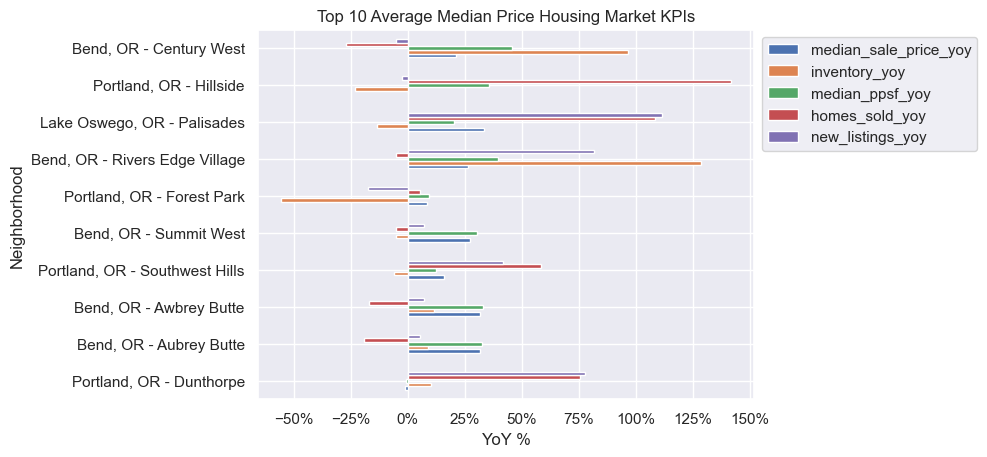 Top 10 Average Median Price Housing Market KPIs
Bend, OR - Century West
Portland, OR - Hillside
Lake Oswego, OR - Palisades
Bend, OR - Rivers Edge Village
Portland, OR - Forest Park
Bend, OR - Summit West
Portland, OR - Southwest Hills
Bend, OR - Awbrey Butte
Bend, OR - Aubrey Butte
Portland, OR - Dunthorpe
Neighborhood
−50%
−25%
0%
25%
50%
75%
100%
125%
150%
YoY %
median_sale_price_yoy
inventory_yoy
median_ppsf_yoy
homes_sold_yoy
new_listings_yoy